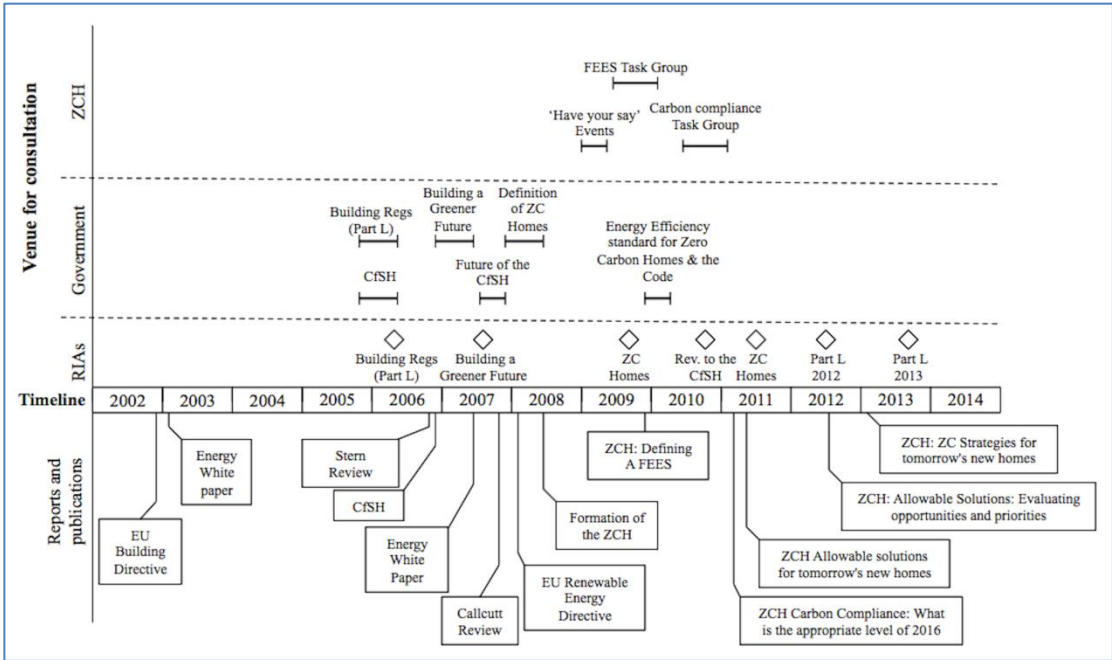 Venue for consultation
ZCH
FEES Task Group
'Have your say'
Events
Carbon compliance
Task Group
Government
Building Regs
(Part L)
Building a
Greener
Future
Definition
of ZC
Homes
Energy Efficiency
standard for Zero
Carbon Homes & the
Code
CfSH
Future of the
CfSH
RIAs
Building Regs
(Part L)
Building a
Greener Future
ZC
Homes
Rev. to the
CfSH
ZC
Homes
Part L
2012
Part L
2013
Timeline
2002 2003 2004 2005 2006 2007 2008 2009 2010 2011 2012 2013 2014
Reports and
publications
EU
Building
Directive
Energy
White
paper
Stern
Review
CfSH
Energy
White
Paper
Callcutt
Review
Formation of
the ZCH
EU Renewable
Energy
Directive
ZCH: Defining
A FEES
ZCH: ZC Strategies for
tomorrow's new homes
ZCH: Allowable Solutions: Evaluating
opportunities and priorities
ZCH Allowable solutions
for tomorrow's new homes
ZCH Carbon Compliance: What
is the appropriate level of 2016